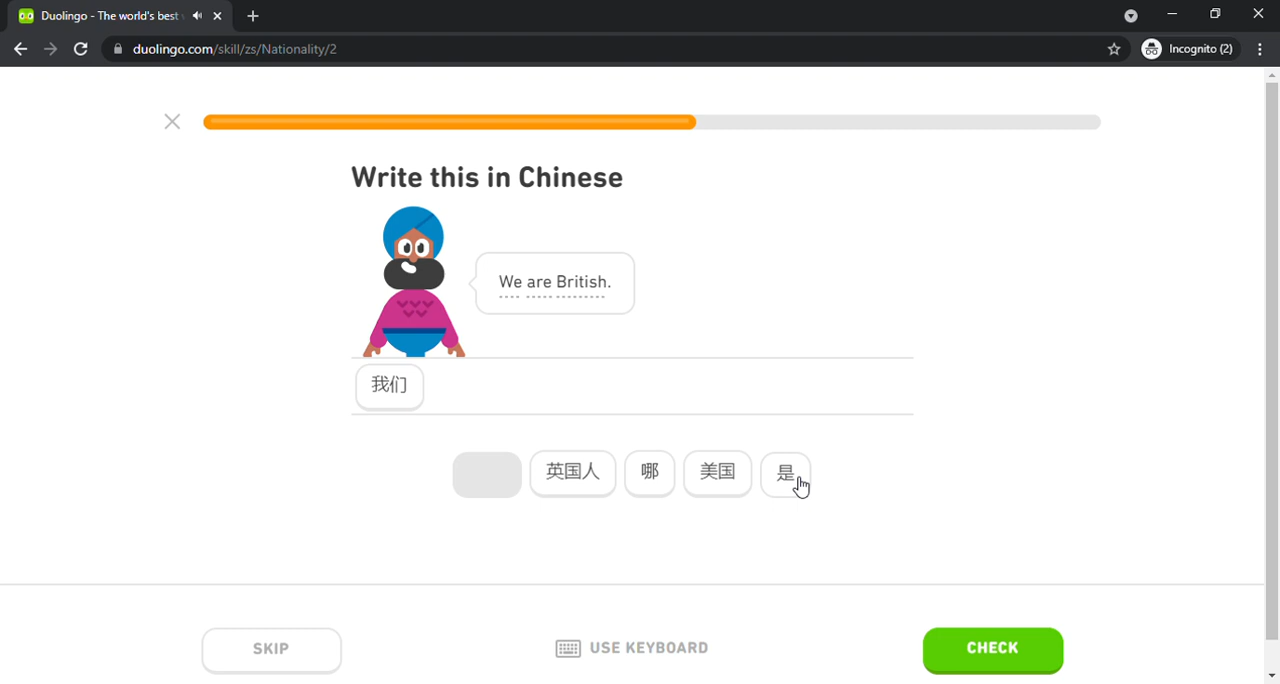 Duolingo - The world's best
duolingo.com/skill/zs/Nationality/2
Incognito (2)
Write this in Chinese
We are British.
我们
英国人 哪 美国 是
SKIP
USE KEYBOARD
CHECK